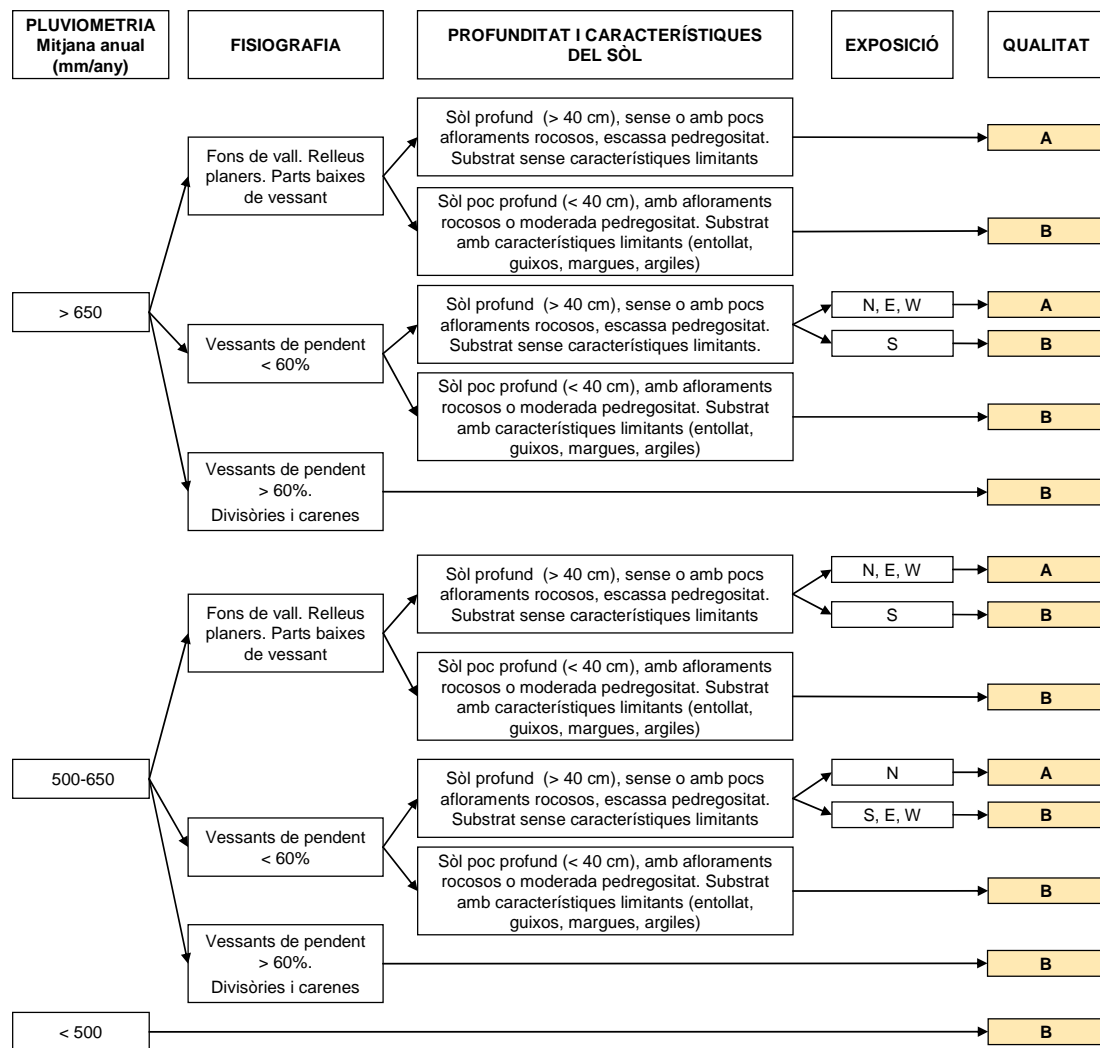 PLUVIOMETRIA
Mitjana anual
(mm/any)
FISIOGRAFIA
PROFUNDITAT I CARACTERÍSTIQUES
DEL SÒL
EXPOSICIÓ
QUALITAT
> 650
Fons de vall. Relleus
planers. Parts baixes
de vessant
Sòl profund (> 40 cm), sense o amb pocs
afloraments rocosos, escassa pedregositat.
Substrat sense característiques limitants
A
Sòl poc profund (< 40 cm), amb afloraments
rocosos o moderada pedregositat. Substrat
amb característiques limitants (entollat,
guixos, margues, argiles)
B
Vessants de pendent
< 60%
Sòl profund (> 40 cm), sense o amb pocs
afloraments rocosos, escassa pedregositat.
Substrat sense característiques limitants.
N, E, W
A
S
B
Sòl poc profund (< 40 cm), amb afloraments
rocosos o moderada pedregositat. Substrat
amb característiques limitants (entollat,
guixos, margues, argiles)
B
Vessants de pendent
> 60%.
Divisòries i carenes
B
500-650
Fons de vall. Relleus
planers. Parts baixes
de vessant
Sòl profund (> 40 cm), sense o amb pocs
afloraments rocosos, escassa pedregositat.
Substrat sense característiques limitants
N, E, W
A
S
B
Sòl poc profund (< 40 cm), amb afloraments
rocosos o moderada pedregositat. Substrat
amb característiques limitants (entollat,
guixos, margues, argiles)
B
Vessants de pendent
< 60%
Sòl profund (> 40 cm), sense o amb pocs
afloraments rocosos, escassa pedregositat.
Substrat sense característiques limitants
N
A
S, E, W
B
Sòl poc profund (< 40 cm), amb afloraments
rocosos o moderada pedregositat. Substrat
amb característiques limitants (entollat,
guixos, margues, argiles)
B
Vessants de pendent
> 60%.
Divisòries i carenes
B
< 500
B